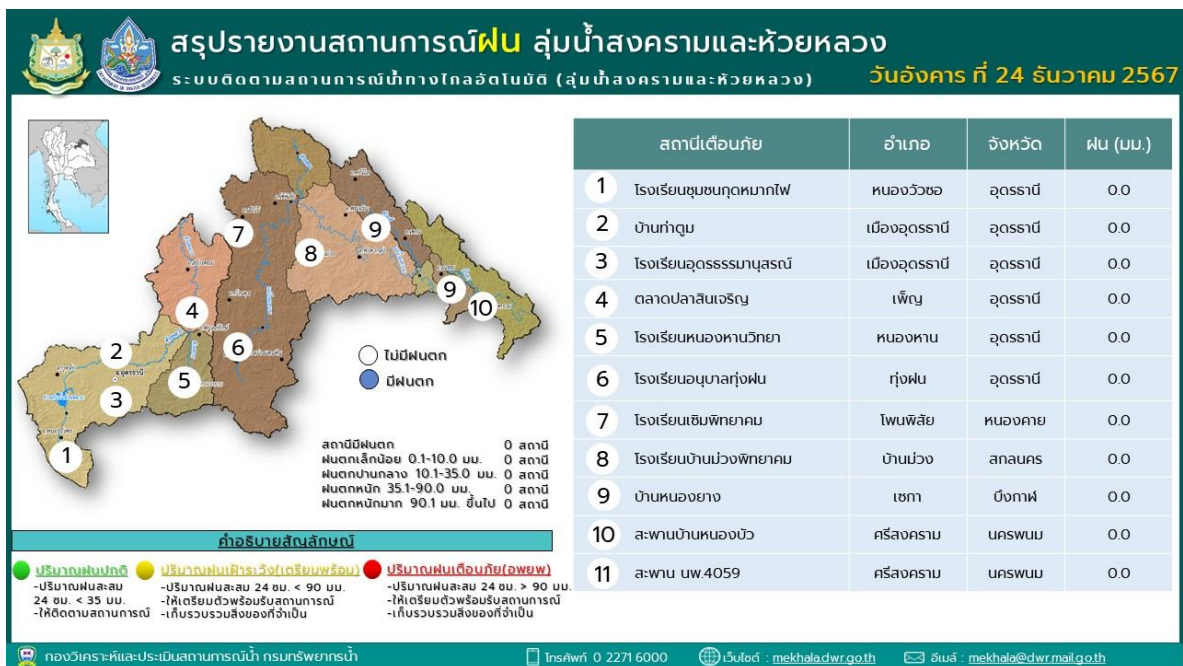 สรุปรายงานสถานการณ์ฝน ลุ่มน้ำสงครามและห้วยหลวง
ระบบติดตามสถานการณ์น้ำทางไกลอัตโนมัติ (ลุ่มน้ำสงครามและห้วยหลวง)
วันอังคาร ที่ 24 ธันวาคม 2567
7
9
8
9
10
4
2
6
5
3
1
อ.อุดรธานี
ไม่มีฝนตก
มีฝนตก
สถานีมีฝนตก 0 สถานี
ฝนตกเล็กน้อย 0.1-10.0 มม. 0 สถานี
ฝนตกปานกลาง 10.1-35.0 มม. 0 สถานี
ฝนตกหนัก 35.1-90.0 มม. 0 สถานี
ฝนตกหนักมาก 90.1 มม. ขึ้นไป 0 สถานี
คำอธิบายสัญลักษณ์
ปริมาณฝนปกติ
-ปริมาณฝนสะสม
24 ชม. < 35 มม.
-ให้ติดตามสถานการณ์
ปริมาณฝนเฝ้าระวัง(เตรียมพร้อม)
-ปริมาณฝนสะสม 24 ชม. < 90 มม.
-ให้เตรียมตัวพร้อมรับสถานการณ์
-เก็บรวบรวมสิ่งของที่จำเป็น
ปริมาณฝนเตือนภัย(อพยพ)
-ปริมาณฝนสะสม 24 ชม. > 90 มม.
-ให้เตรียมตัวพร้อมรับสถานการณ์
-เก็บรวบรวมสิ่งของที่จำเป็น
สถานีเตือนภัย อำเภอ จังหวัด ฝน (มม.)
1 โรงเรียนชุมชนกุดหมากไฟ หนองวัวซอ อุดรธานี 0.0
2 บ้านท่าตูม เมืองอุดรธานี อุดรธานี 0.0
3 โรงเรียนอุดรธรรมานุสรณ์ เมืองอุดรธานี อุดรธานี 0.0
4 ตลาดปลาสินเจริญ เพ็ญ อุดรธานี 0.0
5 โรงเรียนหนองหานวิทยา หนองหาน อุดรธานี 0.0
6 โรงเรียนอนุบาลทุ่งฝน ทุ่งฝน อุดรธานี 0.0
7 โรงเรียนเซิมพิทยาคม โพนพิสัย หนองคาย 0.0
8 โรงเรียนบ้านม่วงพิทยาคม บ้านม่วง สกลนคร 0.0
9 บ้านหนองยาง เซกา บึงกาฬ 0.0
10 สะพานบ้านหนองบัว ศรีสงคราม นครพนม 0.0
11 สะพาน นพ.4059 ศรีสงคราม นครพนม 0.0
กองวิเคราะห์และประเมินสถานการณ์น้ำ กรมทรัพยากรน้ำ
โทรศัพท์ 0 2271 6000
เว็บไซต์ : mekhala.dwr.go.th
อีเมล์ : mekhala@dwr.mail.go.th